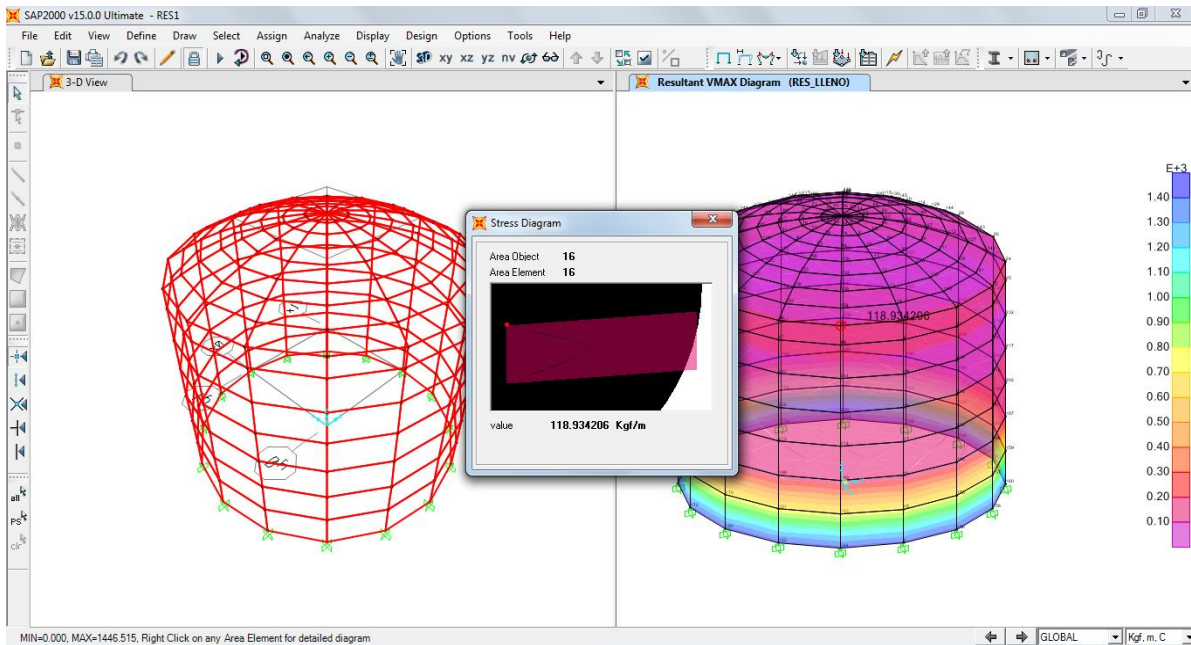 SAP2000 v15.0.0 Ultimate - RES1
File Edit View Define Draw Select Assign Analyze Display Design Options Tools Help
xy xz yz nv
3-D View
Resultant VMAX Diagram (RES_LLENO)
Stress Diagram
Area Object 16
Area Element 16
value 118.934206 Kgf/m
118.934206
E+3
1.40
1.30
1.20
1.10
1.00
0.90
0.80
0.70
0.60
0.50
0.40
0.30
0.20
0.10
all
PS
clr
MIN=0.000, MAX=1446.515, Right Click on any Area Element for detailed diagram
GLOBAL
Kgf, m, C